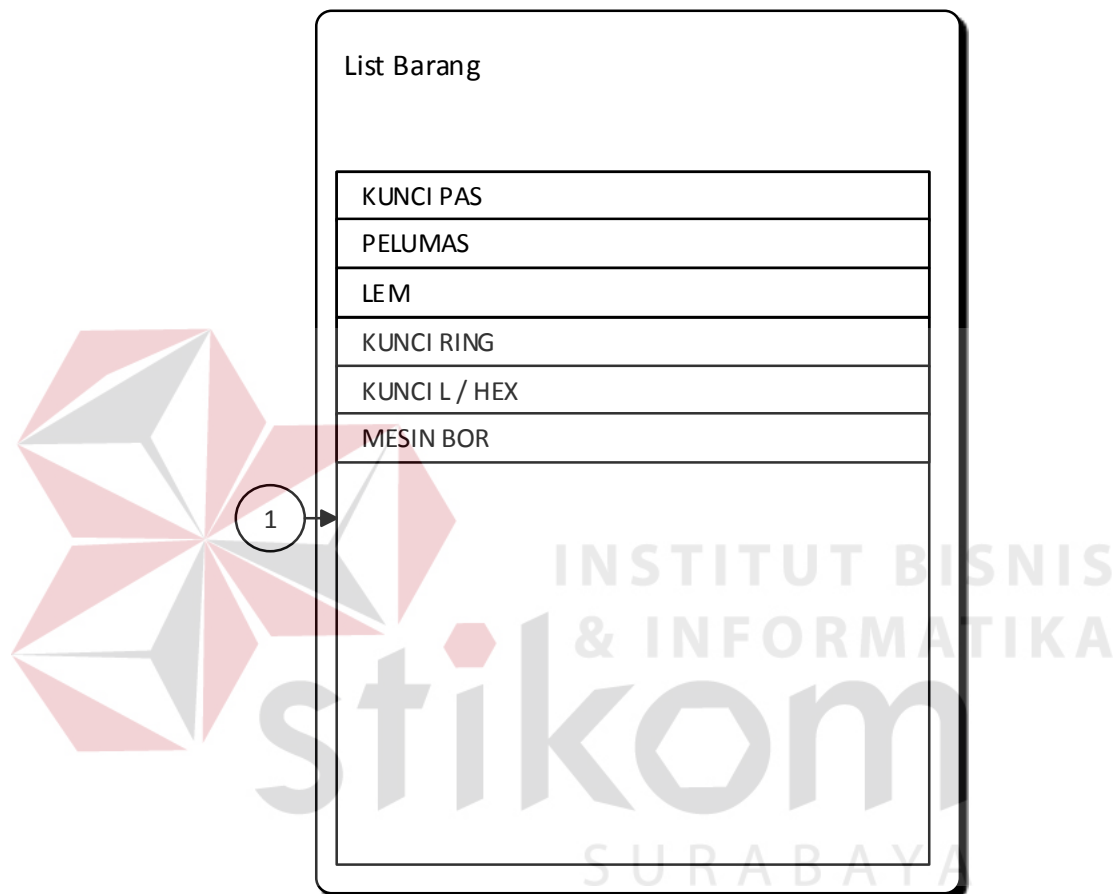 List Barang
KUNCI PAS
PELUMAS
LEM
KUNCI RING
KUNCI L / HEX
MESIN BOR
1
INSTITUT BISNIS
& INFORMATIKA
stikom
SURABAYA